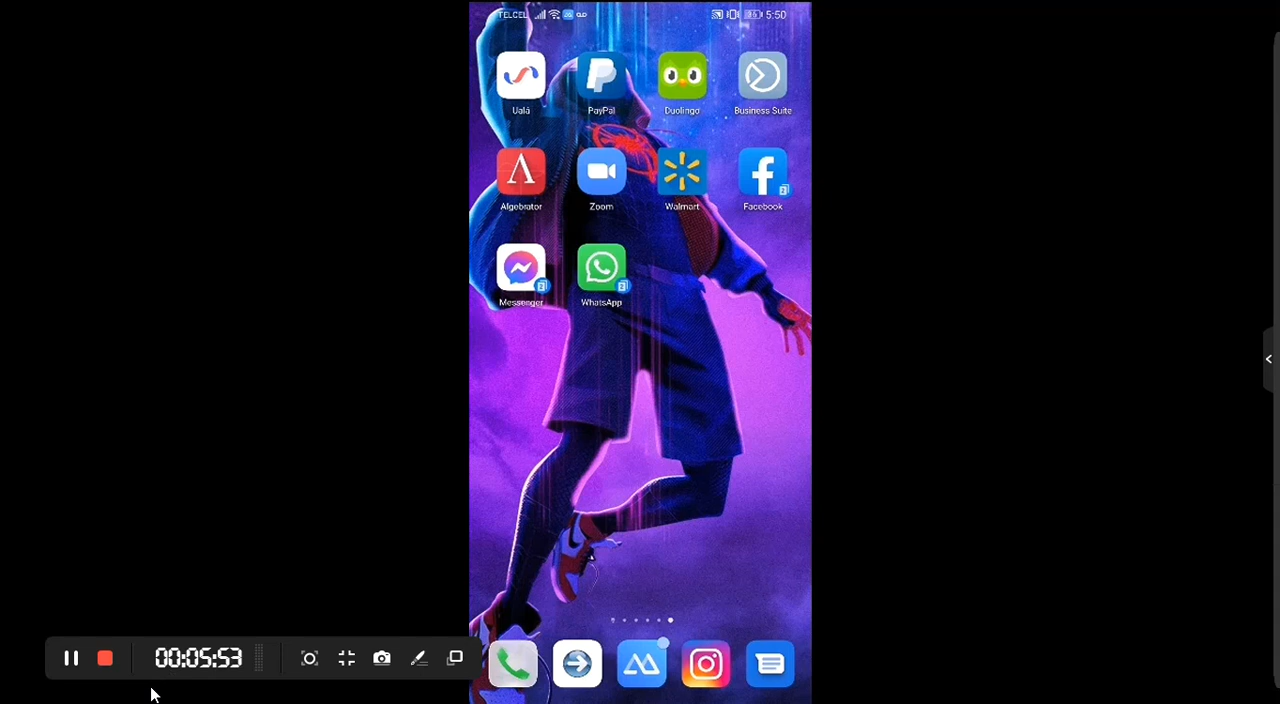 TELCEL 5:50
Ualá PayPal Duolingo Business Suite
Algebrator Zoom Walmart Facebook
Messenger WhatsApp
00:05:53